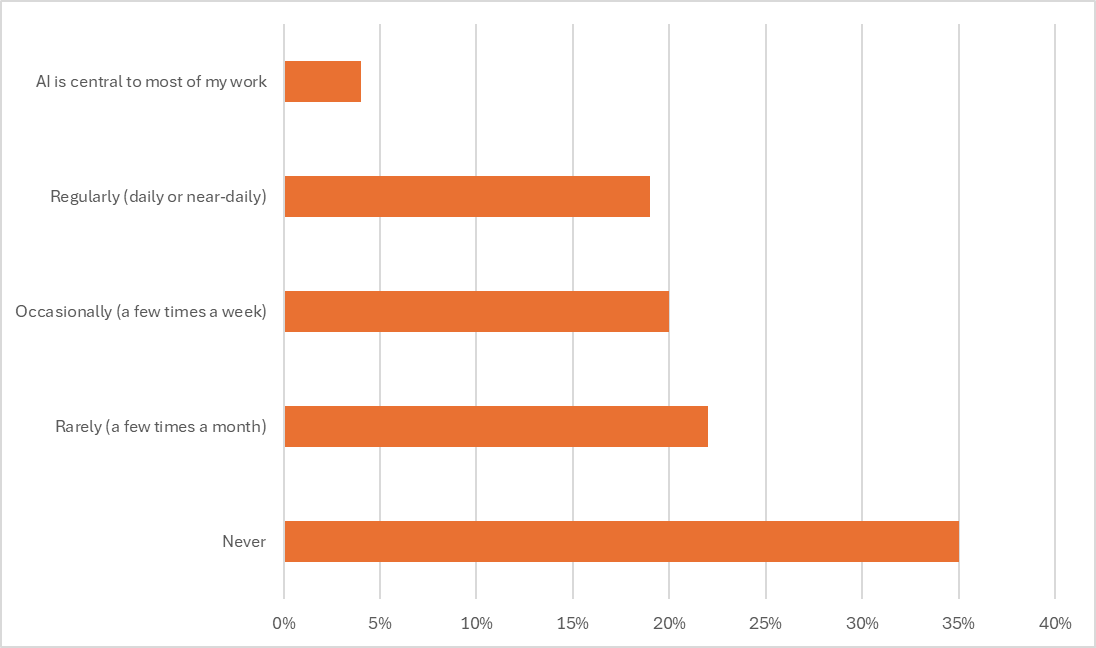 AI is central to most of my work
Regularly (daily or near-daily)
Occasionally (a few times a week)
Rarely (a few times a month)
Never
0% 5% 10% 15% 20% 25% 30% 35% 40%